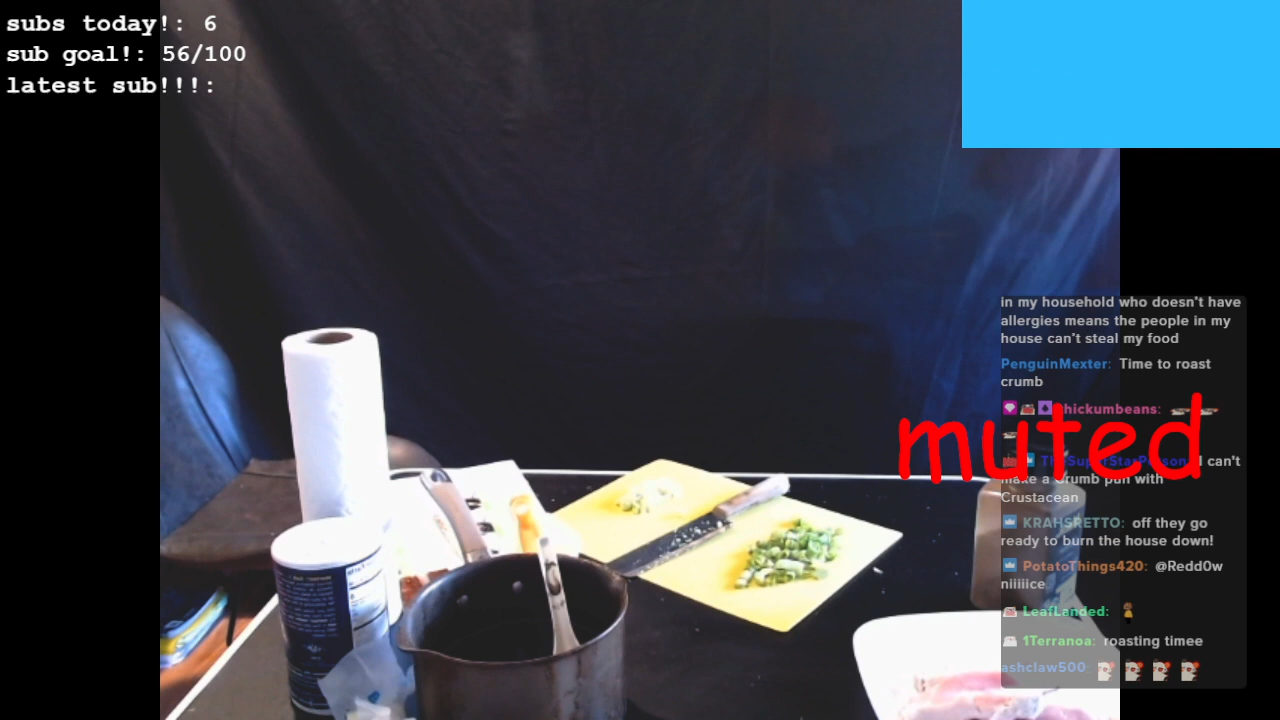 subs today!: 6
sub goal!: 56/100
latest sub!!!:
in my household who doesn't have
allergies means the people in my
house can't steal my food
PenguinMexter: Time to roast
crumb
hickumbeans:
muted
I can't
make a Crumb pun with
Crustacean
KRAHSRETTO: off they go
ready to burn the house down!
PotatoThings420: @Redd0w
niiiiice
LeafLanded:
1Terranoa: roasting timee
ashclaw500: